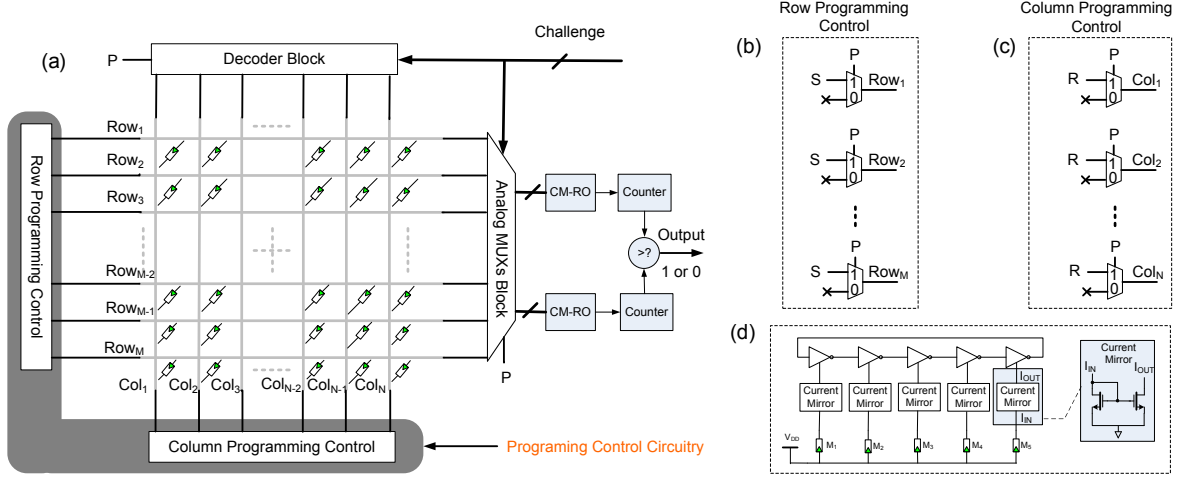 (a)
Challenge
P
Decoder Block
Row Programming Control
Row1
Row2
Row3
RowM-2
RowM-1
RowM
Col1
Col2
Col3
ColN-2
ColN-1
ColN
Analog MUXs Block
P
CM-RO
Counter
>?
Output
1 or 0
CM-RO
Counter
Column Programming Control
Programing Control Circuitry
(b)
Row Programming
Control
P
S
1
0
Row1
P
S
1
0
Row2
P
S
1
0
RowM
(c)
Column Programming
Control
P
R
1
0
Col1
P
R
1
0
Col2
P
R
1
0
ColN
(d)
Current
Mirror
Current
Mirror
Current
Mirror
Current
Mirror
IOUT
Current
Mirror
IIN
VDD
M1
M2
M3
M4
M5
Current
Mirror
IIN
IOUT